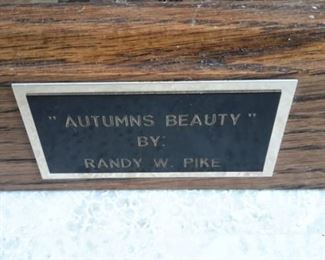 " AUTUMNS BEAUTY "
BY:
RANDY W. PIKE